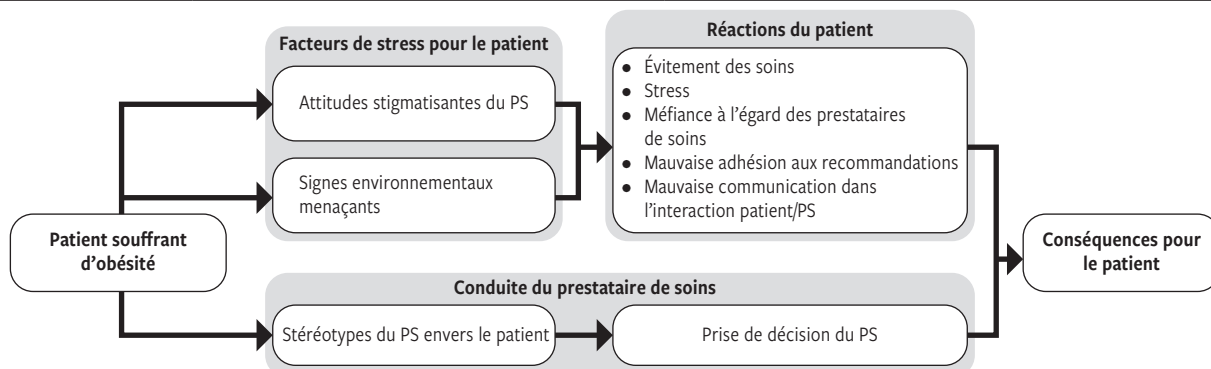 Facteurs de stress pour le patient
Attitudes stigmatisantes du PS
Signes environnementaux
menaçants
Réactions du patient
● Évitement des soins
● Stress
● Méfiance à l’égard des prestataires
de soins
● Mauvaise adhésion aux recommandations
● Mauvaise communication dans
l’interaction patient/PS
Patient souffrant
d’obésité
Conséquences pour
le patient
Conduite du prestataire de soins
Stéréotypes du PS envers le patient
Prise de décision du PS